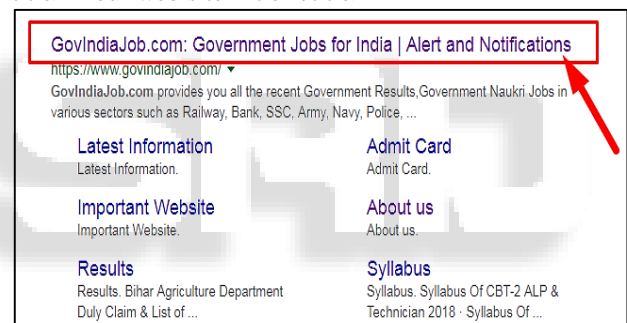 GovIndiaJob.com: Government Jobs for India | Alert and Notifications
https://www.govindiajob.com/
GovIndiaJob.com provides you all the recent Government Results,Government Naukri Jobs in
various sectors such as Railway, Bank, SSC, Army, Navy, Police, ...
Latest Information
Latest Information.
Admit Card
Admit Card.
Important Website
Important Website.
About us
About us.
Results
Results. Bihar Agriculture Department
Duly Claim & List of ...
Syllabus
Syllabus. Syllabus Of CBT-2 ALP &
Technician 2018 · Syllabus Of ...